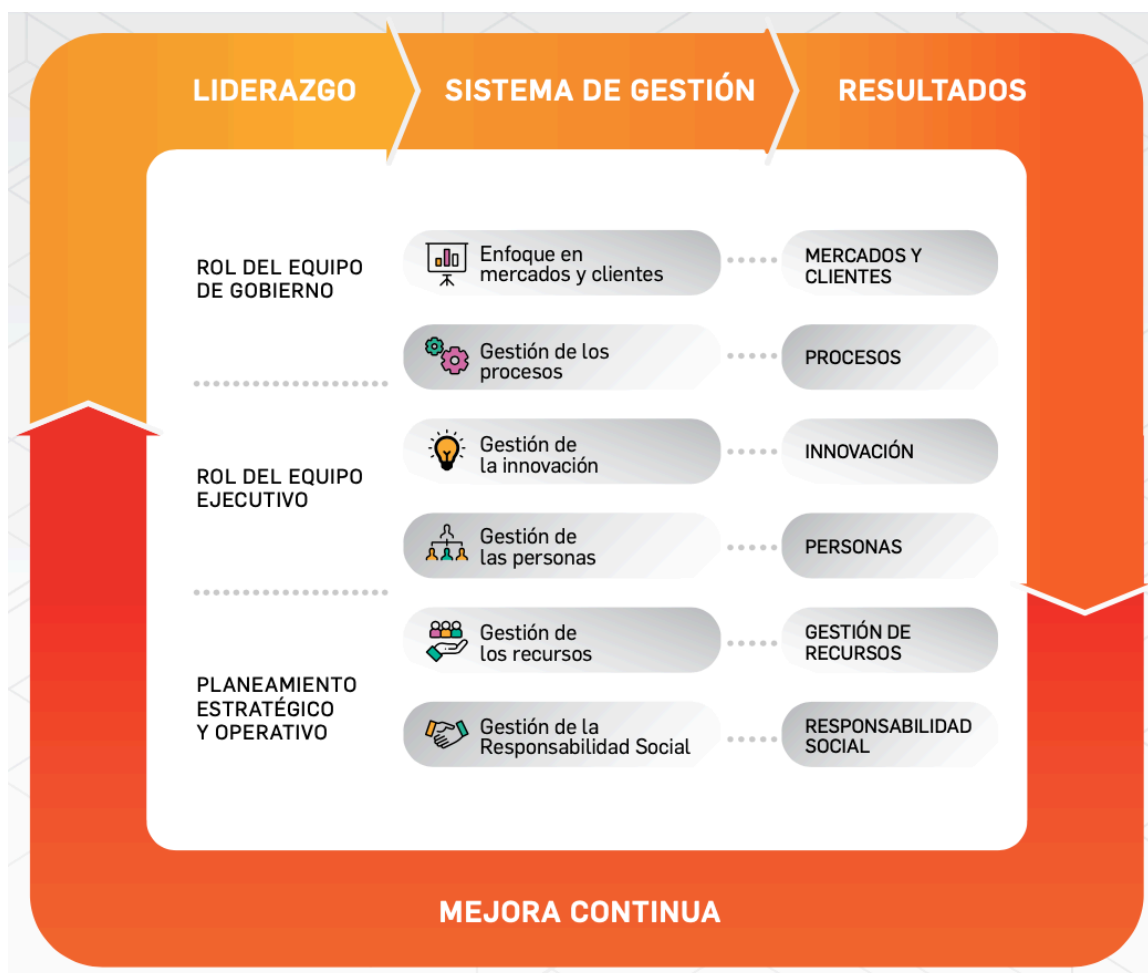 LIDERAZGO
SISTEMA DE GESTIÓN
RESULTADOS
ROL DEL EQUIPO
DE GOBIERNO
ROL DEL EQUIPO
EJECUTIVO
PLANEAMIENTO
ESTRATÉGICO
Y OPERATIVO
Enfoque en
mercados y clientes
Gestión de los
procesos
Gestión de
la innovación
Gestión de
las personas
Gestión de
los recursos
Gestión de la
Responsabilidad Social
MERCADOS Y
CLIENTES
PROCESOS
INNOVACIÓN
PERSONAS
GESTIÓN DE
RECURSOS
RESPONSABILIDAD
SOCIAL
MEJORA CONTINUA